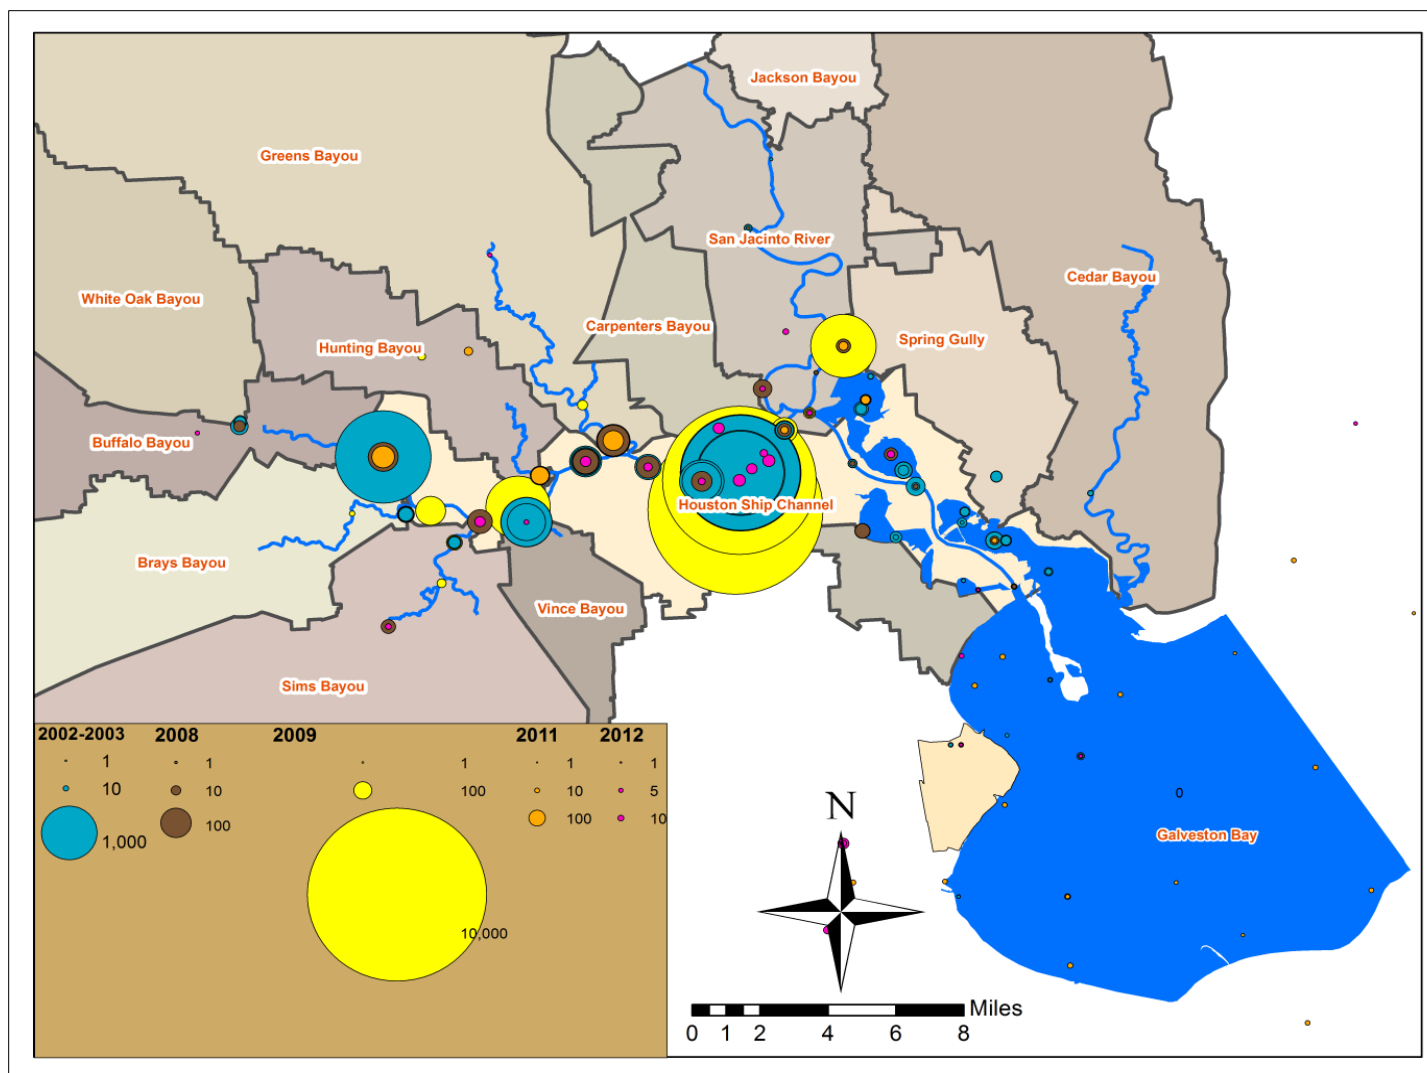 Jackson Bayou
Greens Bayou
San Jacinto River
Cedar Bayou
White Oak Bayou
Carpenters Bayou
Spring Gully
Hunting Bayou
Buffalo Bayou
Houston Ship Channel
Brays Bayou
Vince Bayou
Sims Bayou
2002-2003 2008 2009 2011 2012
1 1 1 1 1
10 10 100 10 5
1,000 100 100 10
10,000
0
Galveston Bay
N
Miles
0 1 2 4 6 8